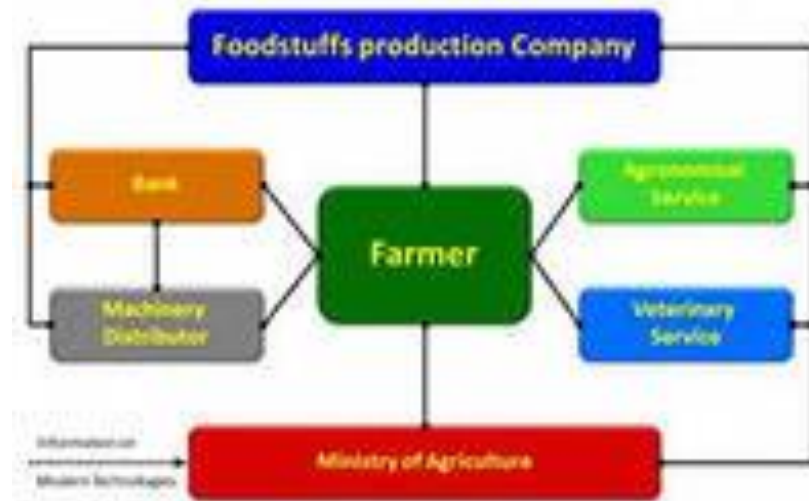 Foodstuffs production Company
Bank
Agronomical
Service
Farmer
Machinery
Distributor
Veterinary
Service
Information on
Modern Technologies
Ministry of Agriculture